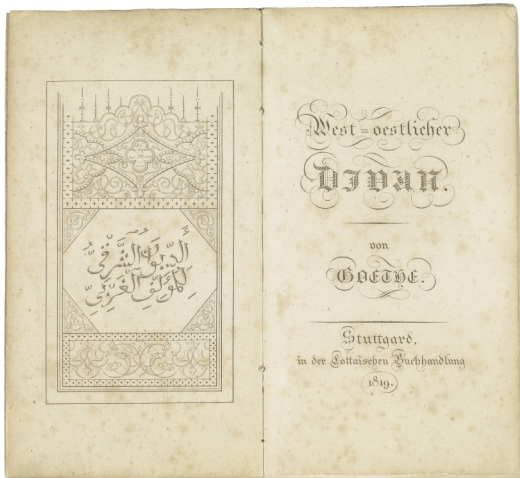 الديوان الشرقي
للمؤلف الغربي
West=oestlicher
DIVAN.
von
GOETHE.
Stuttgard,
in der Cottaischen Buchhandlung
1819.